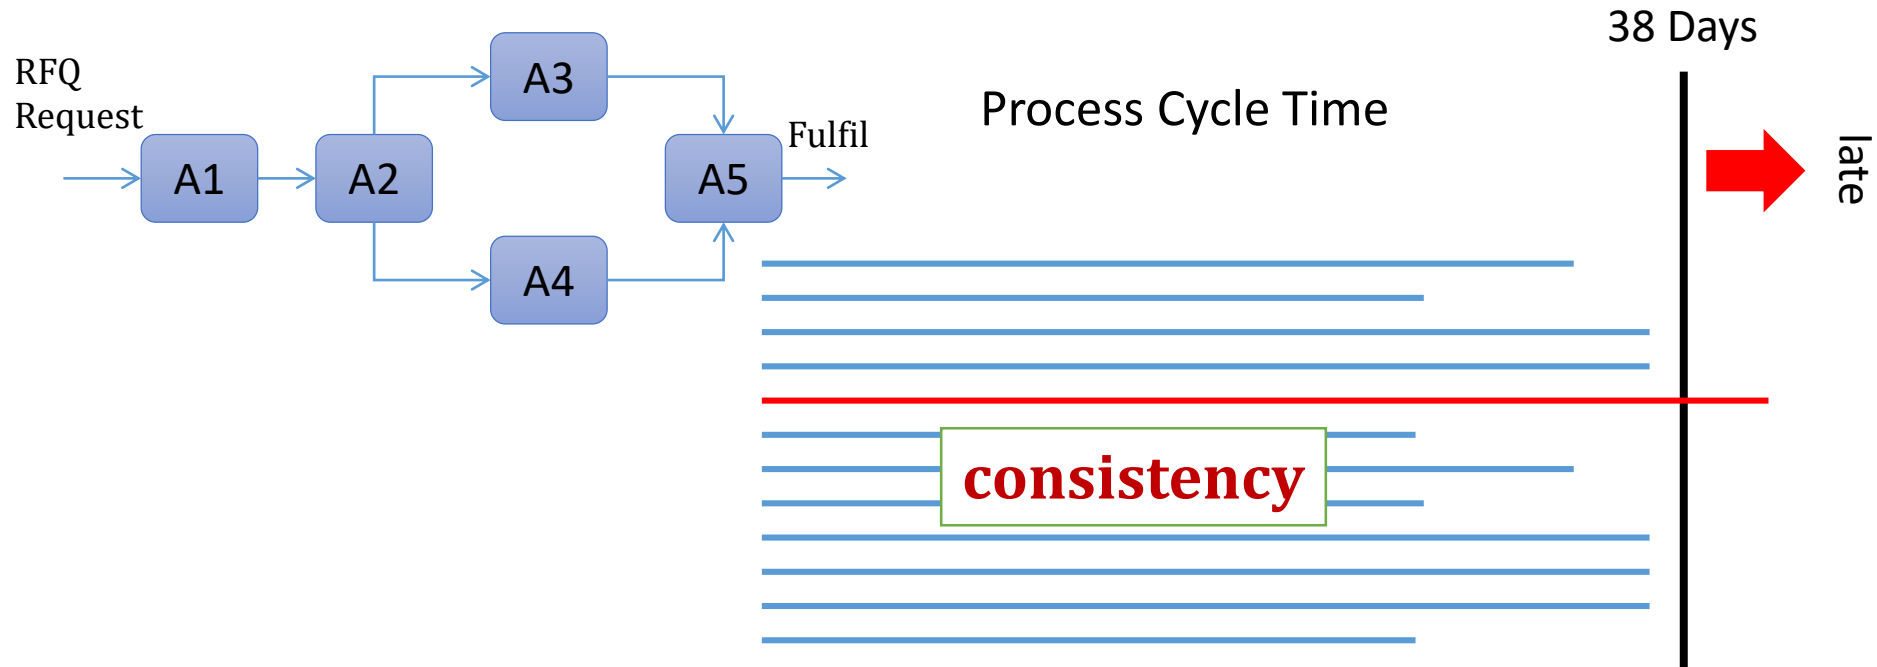 38 Days
RFQ
Request
A1
A2
A3
A4
A5
Fulfil
Process Cycle Time
late
consistency